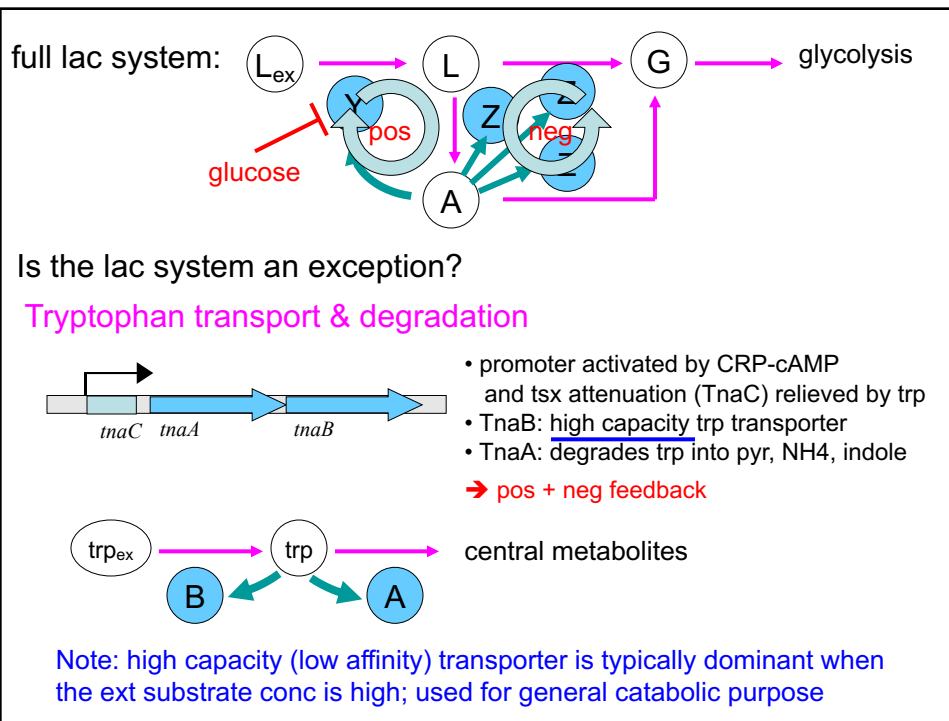 full lac system:
L_ex
L
G
glycolysis
Y
Z
Z
pos
neg
Z
glucose
A
Is the lac system an exception?
Tryptophan transport & degradation
• promoter activated by CRP-cAMP
and tsx attenuation (TnaC) relieved by trp
tnaC tnaA tnaB
• TnaB: high capacity trp transporter
• TnaA: degrades trp into pyr, NH4, indole
➔ pos + neg feedback
trp_ex
trp
central metabolites
B
A
Note: high capacity (low affinity) transporter is typically dominant when
the ext substrate conc is high; used for general catabolic purpose